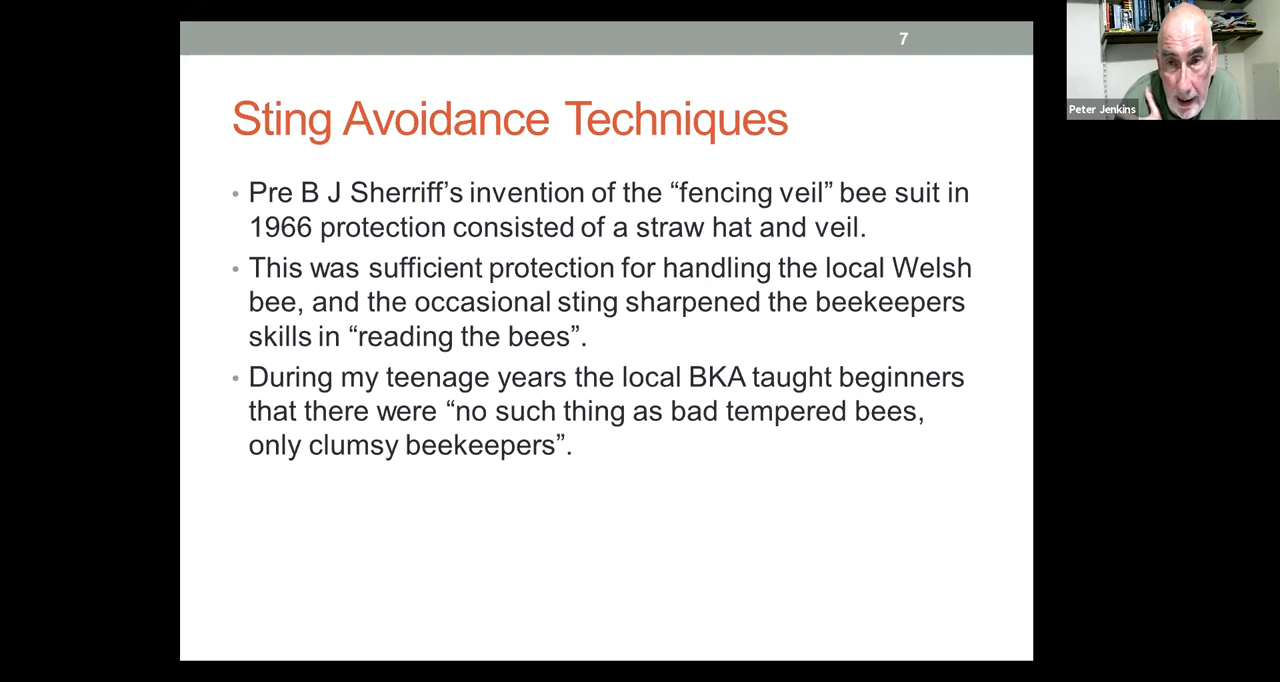 7
Sting Avoidance Techniques
• Pre B J Sherriff’s invention of the “fencing veil” bee suit in
1966 protection consisted of a straw hat and veil.
• This was sufficient protection for handling the local Welsh
bee, and the occasional sting sharpened the beekeepers
skills in “reading the bees”.
• During my teenage years the local BKA taught beginners
that there were “no such thing as bad tempered bees,
only clumsy beekeepers”.
Peter Jenkins